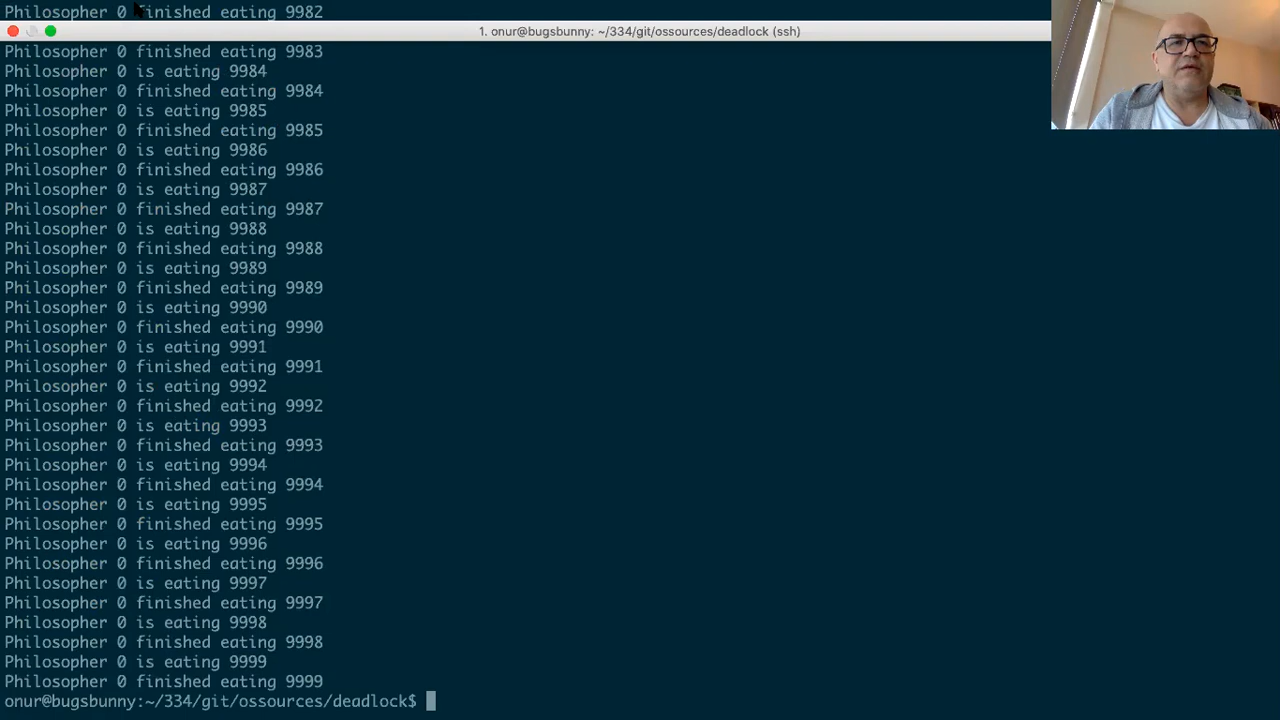 Philosopher 0 finished eating 9982
1. onur@bugsbunny: ~/334/git/ossources/deadlock (ssh)
Philosopher 0 finished eating 9983
Philosopher 0 is eating 9984
Philosopher 0 finished eating 9984
Philosopher 0 is eating 9985
Philosopher 0 finished eating 9985
Philosopher 0 is eating 9986
Philosopher 0 finished eating 9986
Philosopher 0 is eating 9987
Philosopher 0 finished eating 9987
Philosopher 0 is eating 9988
Philosopher 0 finished eating 9988
Philosopher 0 is eating 9989
Philosopher 0 finished eating 9989
Philosopher 0 is eating 9990
Philosopher 0 finished eating 9990
Philosopher 0 is eating 9991
Philosopher 0 finished eating 9991
Philosopher 0 is eating 9992
Philosopher 0 finished eating 9992
Philosopher 0 is eating 9993
Philosopher 0 finished eating 9993
Philosopher 0 is eating 9994
Philosopher 0 finished eating 9994
Philosopher 0 is eating 9995
Philosopher 0 finished eating 9995
Philosopher 0 is eating 9996
Philosopher 0 finished eating 9996
Philosopher 0 is eating 9997
Philosopher 0 finished eating 9997
Philosopher 0 is eating 9998
Philosopher 0 finished eating 9998
Philosopher 0 is eating 9999
Philosopher 0 finished eating 9999
onur@bugsbunny:~/334/git/ossources/deadlock$